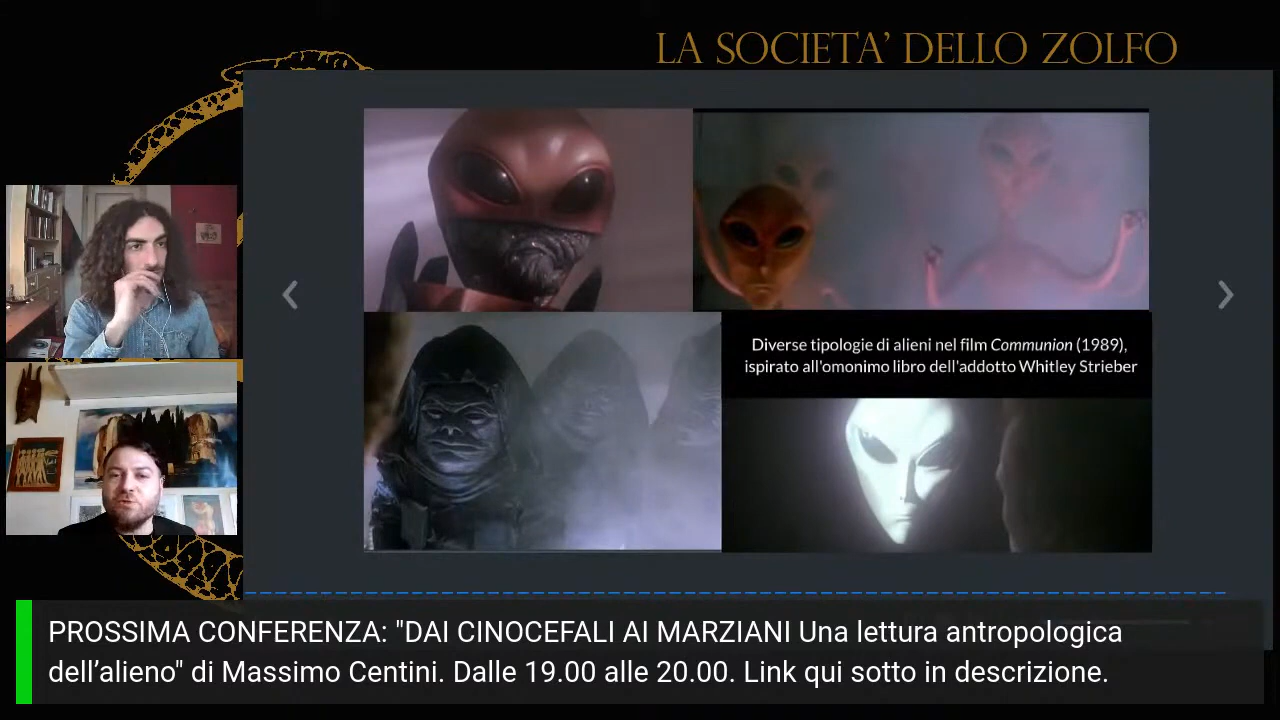 LA SOCIETA’ DELLO ZOLFO
Diverse tipologie di alieni nel film Communion (1989),
ispirato all'omonimo libro dell'addotto Whitley Strieber
PROSSIMA CONFERENZA: "DAI CINOCEFALI AI MARZIANI Una lettura antropologica
dell’alieno" di Massimo Centini. Dalle 19.00 alle 20.00. Link qui sotto in descrizione.